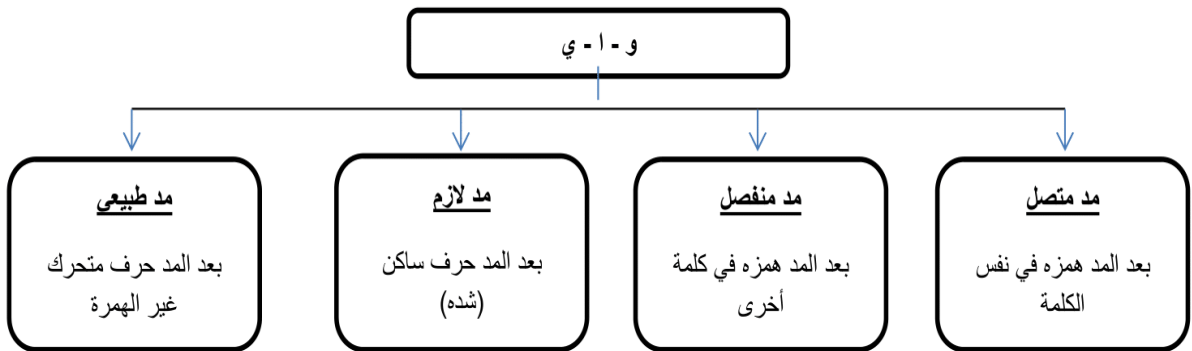 و - ا - ي
مد متصل
بعد المد همزه في نفس
الكلمة
مد منفصل
بعد المد همزه في كلمة
أخرى
مد لازم
بعد المد حرف ساكن
(شده)
مد طبيعي
بعد المد حرف متحرك
غير الهمرة